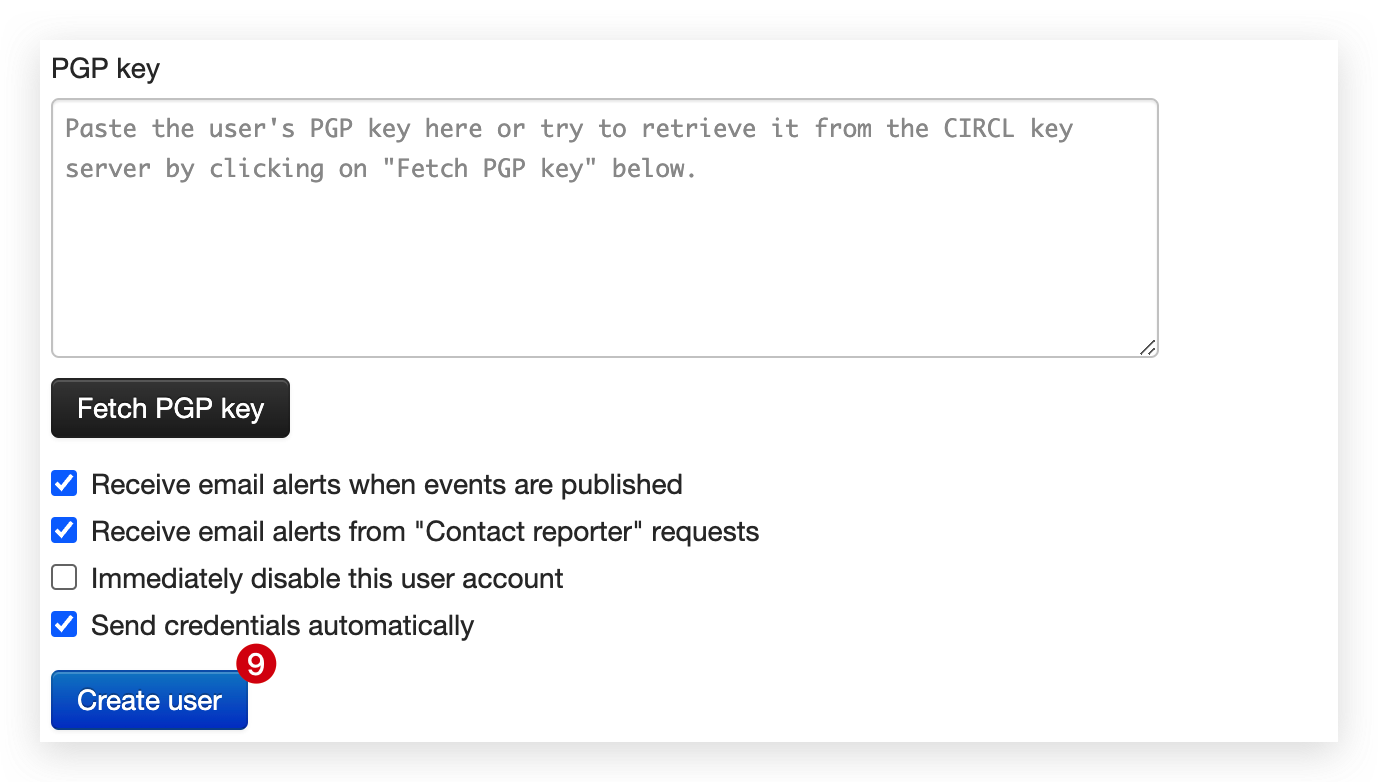 PGP key
Paste the user's PGP key here or try to retrieve it from the CIRCL key
server by clicking on "Fetch PGP key" below.
Fetch PGP key
Receive email alerts when events are published
Receive email alerts from "Contact reporter" requests
Immediately disable this user account
Send credentials automatically
9
Create user